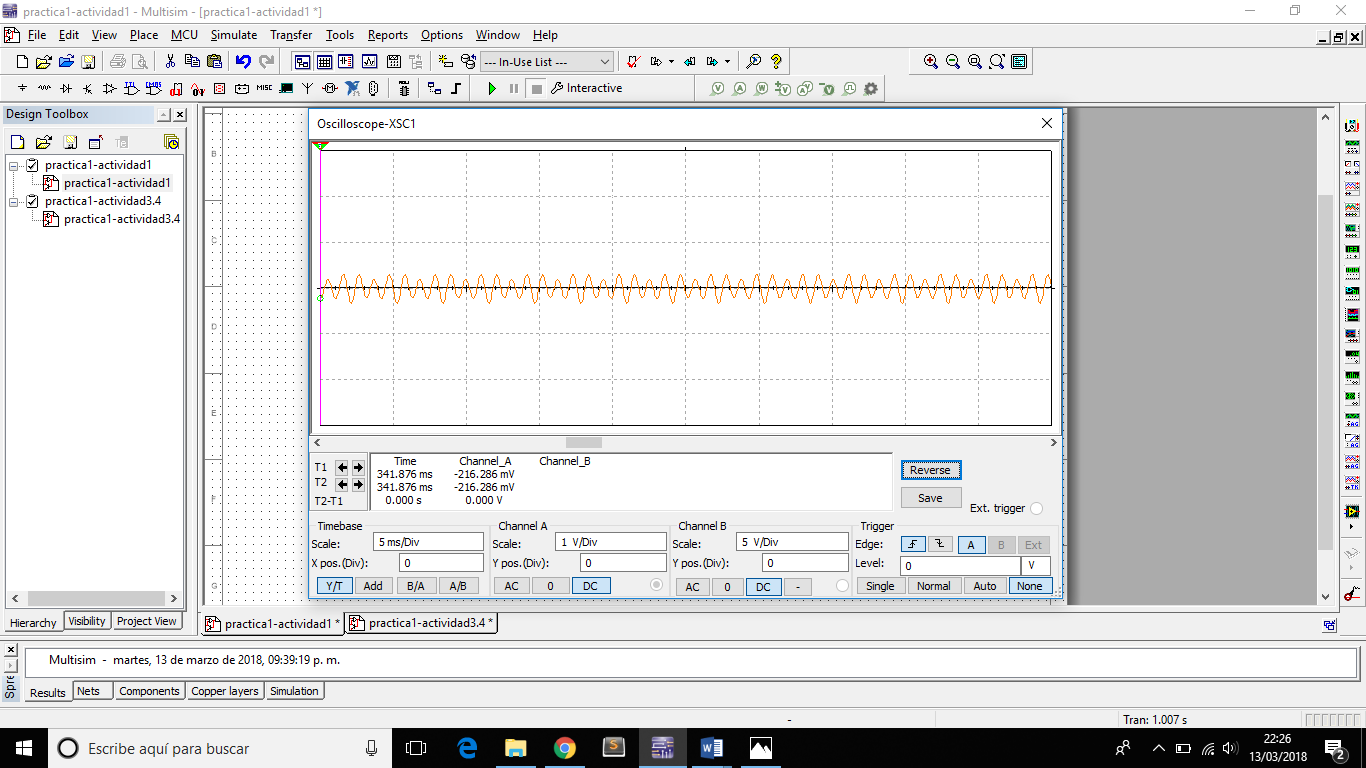 practica1-actividad1 - Multisim - [practica1-actividad1 *]
File Edit View Place MCU Simulate Transfer Tools Reports Options Window Help
--- In-Use List ---
MISC
Interactive
Design Toolbox
practica1-actividad1
practica1-actividad1
practica1-actividad3.4
practica1-actividad3.4
B
C
D
E
F
G
Oscilloscope-XSC1
Time Channel_A Channel_B
T1 341.876 ms -216.286 mV
T2 341.876 ms -216.286 mV
T2-T1 0.000 s 0.000 V
Reverse
Save
Ext. trigger
Timebase
Scale: 5 ms/Div
X pos.(Div): 0
Y/T Add B/A A/B
Channel A
Scale: 1 V/Div
Y pos.(Div): 0
AC 0 DC
Channel B
Scale: 5 V/Div
Y pos.(Div): 0
AC 0 DC -
Trigger
Edge: A B Ext
Level: 0 V
Single Normal Auto None
Hierarchy Visibility Project View
practica1-actividad1 * practica1-actividad3.4 *
Spre
Multisim - martes, 13 de marzo de 2018, 09:39:19 p. m.
Results Nets Components Copper layers Simulation
-
Tran: 1.007 s
Escribe aquí para buscar
22:26
13/03/2018
2